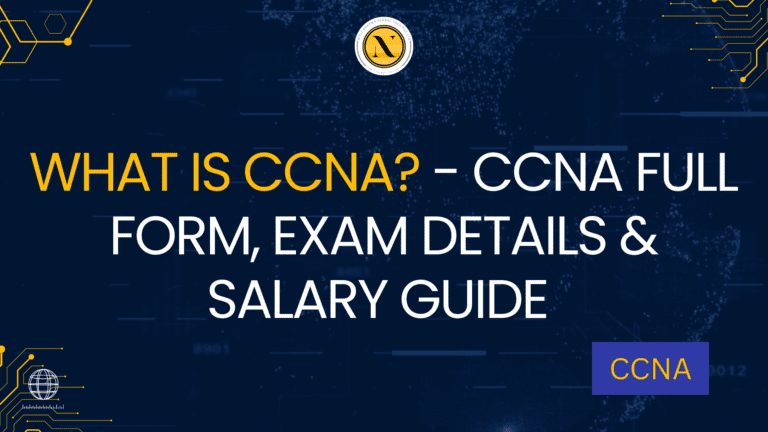 N
WHAT IS CCNA? - CCNA FULL
FORM, EXAM DETAILS &
SALARY GUIDE
CCNA